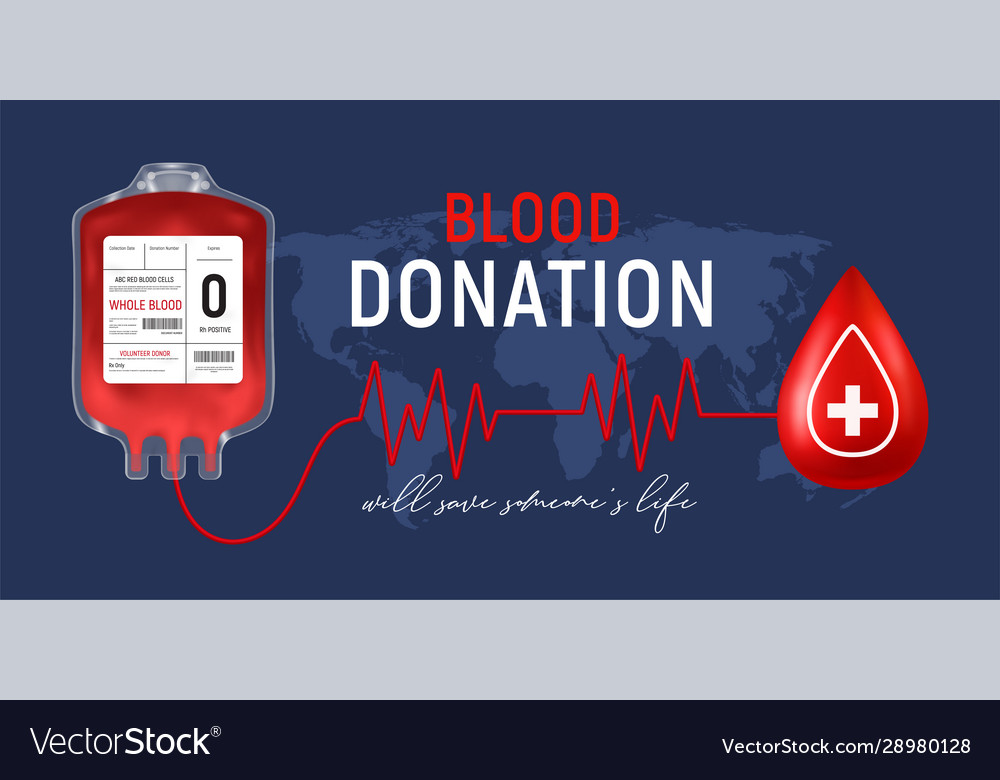 BLOOD
DONATION
will save someone's life
Collection Date
Donation Number
Expires
ABC RED BLOOD CELLS
WHOLE BLOOD
0
Rh POSITIVE
VOLUNTEER DONOR
Rx Only
VectorStock®
VectorStock.com/28980128